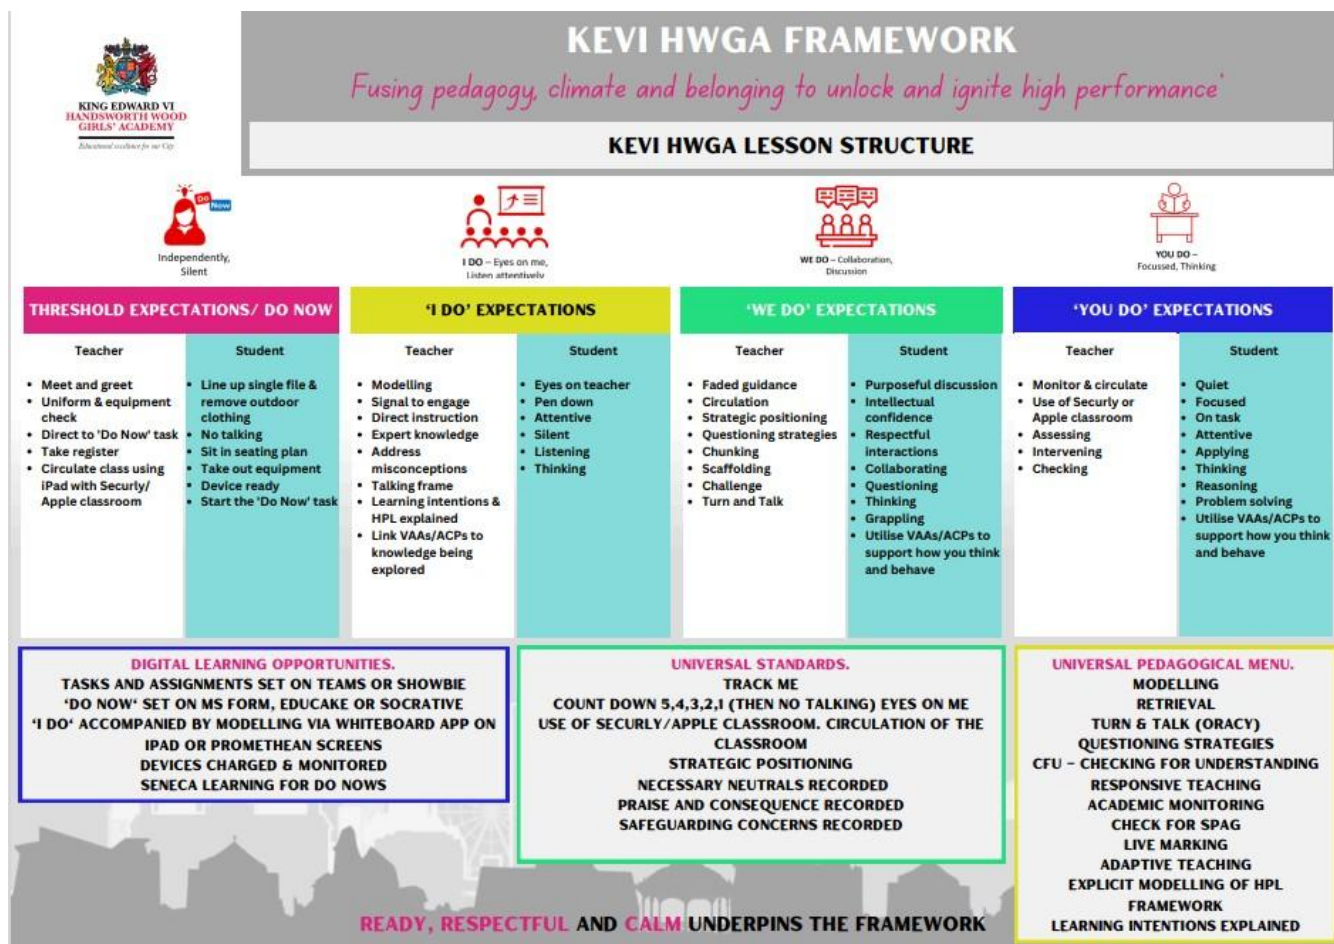 KING EDWARD VI
HANDSWORTH WOOD
GIRLS' ACADEMY
Educational excellence for our City
KEVI HWGA FRAMEWORK
Fusing pedagogy, climate and belonging to unlock and ignite high performance'
KEVI HWGA LESSON STRUCTURE
Do
Now
Independently,
Silent
I DO – Eyes on me,
Listen attentively
WE DO – Collaboration,
Discussion
YOU DO –
Focussed, Thinking
THRESHOLD EXPECTATIONS/ DO NOW
Teacher
• Meet and greet
• Uniform & equipment
check
• Direct to 'Do Now' task
• Take register
• Circulate class using
iPad with Securly/
Apple classroom
Student
• Line up single file &
remove outdoor
clothing
• No talking
• Sit in seating plan
• Take out equipment
• Device ready
• Start the 'Do Now' task
'I DO' EXPECTATIONS
Teacher
• Modelling
• Signal to engage
• Direct instruction
• Expert knowledge
• Address
misconceptions
• Talking frame
• Learning intentions &
HPL explained
• Link VAAs/ACPs to
knowledge being
explored
Student
• Eyes on teacher
• Pen down
• Attentive
• Silent
• Listening
• Thinking
'WE DO' EXPECTATIONS
Teacher
• Faded guidance
• Circulation
• Strategic positioning
• Questioning strategies
• Chunking
• Scaffolding
• Challenge
• Turn and Talk
Student
• Purposeful discussion
• Intellectual
confidence
• Respectful
interactions
• Collaborating
• Questioning
• Thinking
• Grappling
• Utilise VAAs/ACPs to
support how you think
and behave
'YOU DO' EXPECTATIONS
Teacher
• Monitor & circulate
• Use of Securly or
Apple classroom
• Assessing
• Intervening
• Checking
Student
• Quiet
• Focused
• On task
• Attentive
• Applying
• Thinking
• Reasoning
• Problem solving
• Utilise VAAs/ACPs to
support how you think
and behave
DIGITAL LEARNING OPPORTUNITIES.
TASKS AND ASSIGNMENTS SET ON TEAMS OR SHOWBIE
'DO NOW' SET ON MS FORM, EDUCAKE OR SOCRATIVE
'I DO' ACCOMPANIED BY MODELLING VIA WHITEBOARD APP ON
IPAD OR PROMETHEAN SCREENS
DEVICES CHARGED & MONITORED
SENECA LEARNING FOR DO NOWS
UNIVERSAL STANDARDS.
TRACK ME
COUNT DOWN 5,4,3,2,1 (THEN NO TALKING) EYES ON ME
USE OF SECURLY/APPLE CLASSROOM. CIRCULATION OF THE
CLASSROOM
STRATEGIC POSITIONING
NECESSARY NEUTRALS RECORDED
PRAISE AND CONSEQUENCE RECORDED
SAFEGUARDING CONCERNS RECORDED
UNIVERSAL PEDAGOGICAL MENU.
MODELLING
RETRIEVAL
TURN & TALK (ORACY)
QUESTIONING STRATEGIES
CFU – CHECKING FOR UNDERSTANDING
RESPONSIVE TEACHING
ACADEMIC MONITORING
CHECK FOR SPAG
LIVE MARKING
ADAPTIVE TEACHING
EXPLICIT MODELLING OF HPL
FRAMEWORK
LEARNING INTENTIONS EXPLAINED
READY, RESPECTFUL AND CALM UNDERPINS THE FRAMEWORK